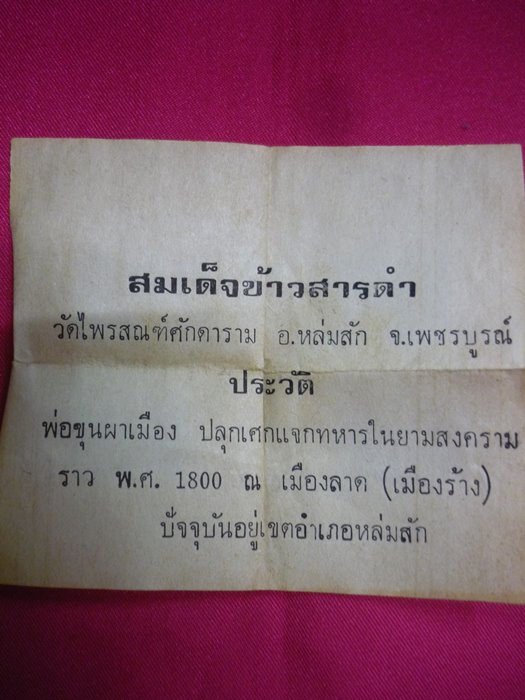 สมเด็จข้าวสารดำ
วัดไพรสณฑ์ศักดาราม อ.หล่มสัก จ.เพชรบูรณ์
ประวัติ
พ่อขุนผาเมือง ปลุกเศกแจกทหารในยามสงคราม
ราว พ.ศ. 1800 ณ เมืองลาด (เมืองร้าง)
ปัจจุบันอยู่เขตอำเภอหล่มสัก